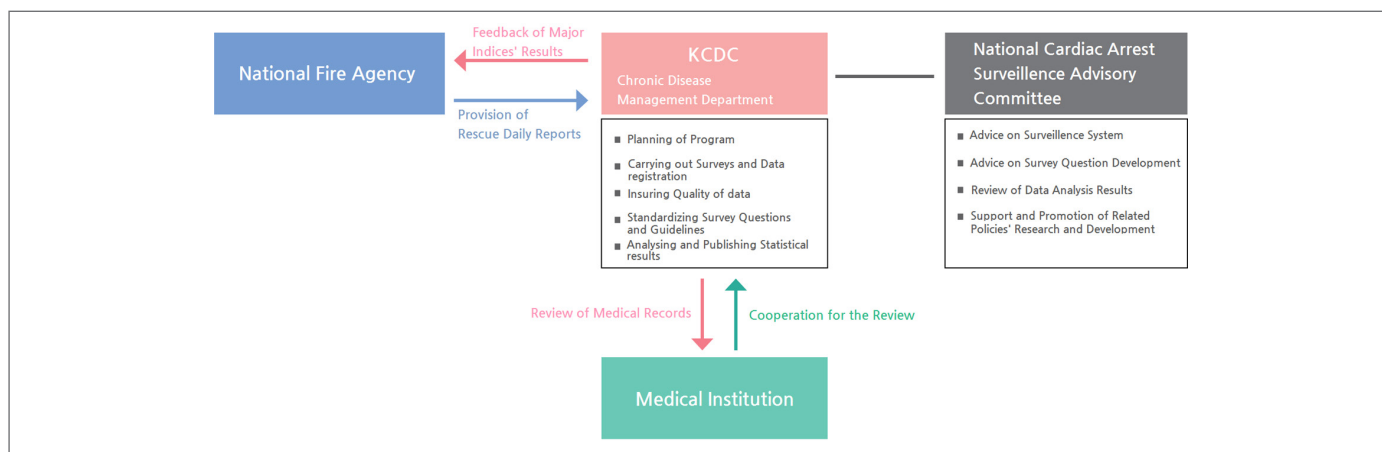 National Fire Agency
Feedback of Major
Indices' Results
Provision of
Rescue Daily Reports
KCDC
Chronic Disease
Management Department
■ Planning of Program
■ Carrying out Surveys and Data
registration
■ Insuring Quality of data
■ Standardizing Survey Questions
and Guidelines
■ Analysing and Publishing Statistical
results
National Cardiac Arrest
Surveillance Advisory
Committee
■ Advice on Surveillence System
■ Advice on Survey Question Development
■ Review of Data Analysis Results
■ Support and Promotion of Related
Policies' Research and Development
Review of Medical Records
Cooperation for the Review
Medical Institution